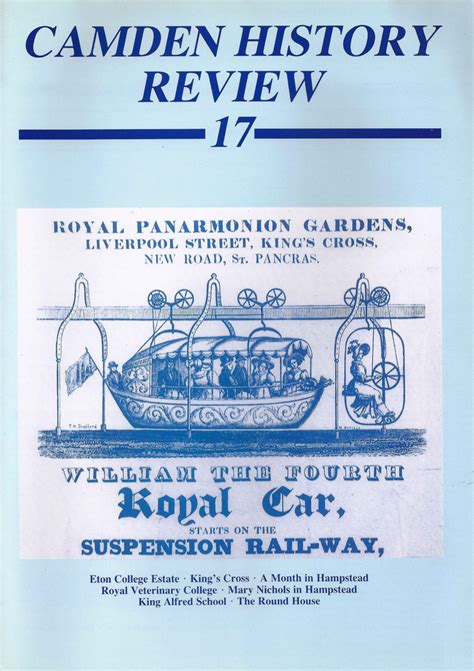 CAMDEN HISTORY
REVIEW
17
ROYAL PANARMONION GARDENS,
LIVERPOOL STREET, KING'S CROSS,
NEW ROAD, ST. PANCRAS.
WILLIAM THE FOURTH
Royal Car,
STARTS ON THE
SUSPENSION RAIL-WAY,
Eton College Estate · King's Cross · A Month in Hampstead
Royal Veterinary College · Mary Nichols in Hampstead
King Alfred School · The Round House